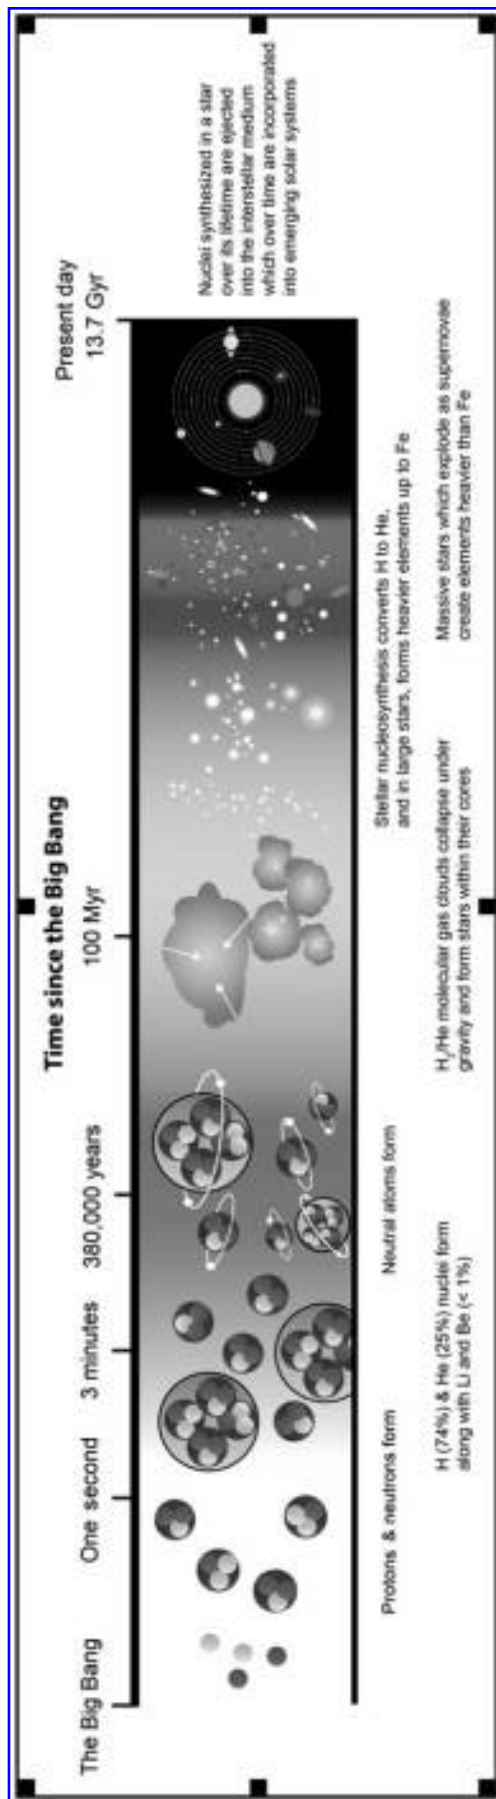 Time since the Big Bang
The Big Bang
One second
3 minutes
380,000 years
100 Myr
Present day
13.7 Gyr
Nuclei synthesized in a star
over its lifetime are ejected
into the interstellar medium
which over time are incorporated
into emerging solar systems
Protons & neutrons form
Neutral atoms form
Stellar nucleosynthesis converts H to He,
and in large stars, forms heavier elements up to Fe
H (74%) & He (25%) nuclei form
along with Li and Be (< 1%)
H₂/He molecular gas clouds collapse under
gravity and form stars within their cores
Massive stars which explode as supernovae
create elements heavier than Fe